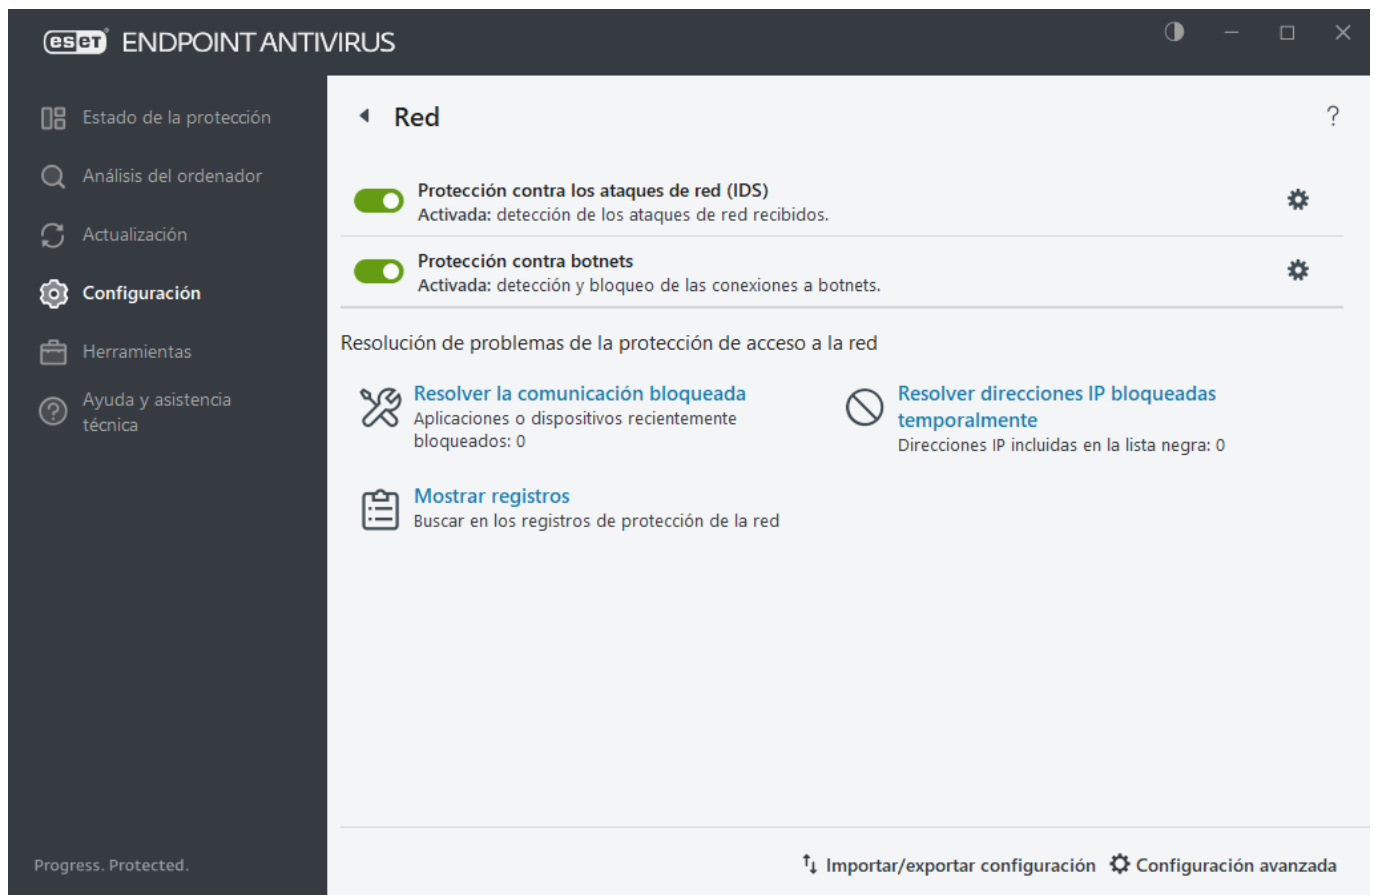 eset ENDPOINT ANTIVIRUS
Estado de la protección
Análisis del ordenador
Actualización
Configuración
Herramientas
Ayuda y asistencia
técnica
Progress. Protected.
Red
?
Protección contra los ataques de red (IDS)
Activada: detección de los ataques de red recibidos.
Protección contra botnets
Activada: detección y bloqueo de las conexiones a botnets.
Resolución de problemas de la protección de acceso a la red
Resolver la comunicación bloqueada
Aplicaciones o dispositivos recientemente
bloqueados: 0
Resolver direcciones IP bloqueadas
temporalmente
Direcciones IP incluidas en la lista negra: 0
Mostrar registros
Buscar en los registros de protección de la red
Importar/exportar configuración
Configuración avanzada